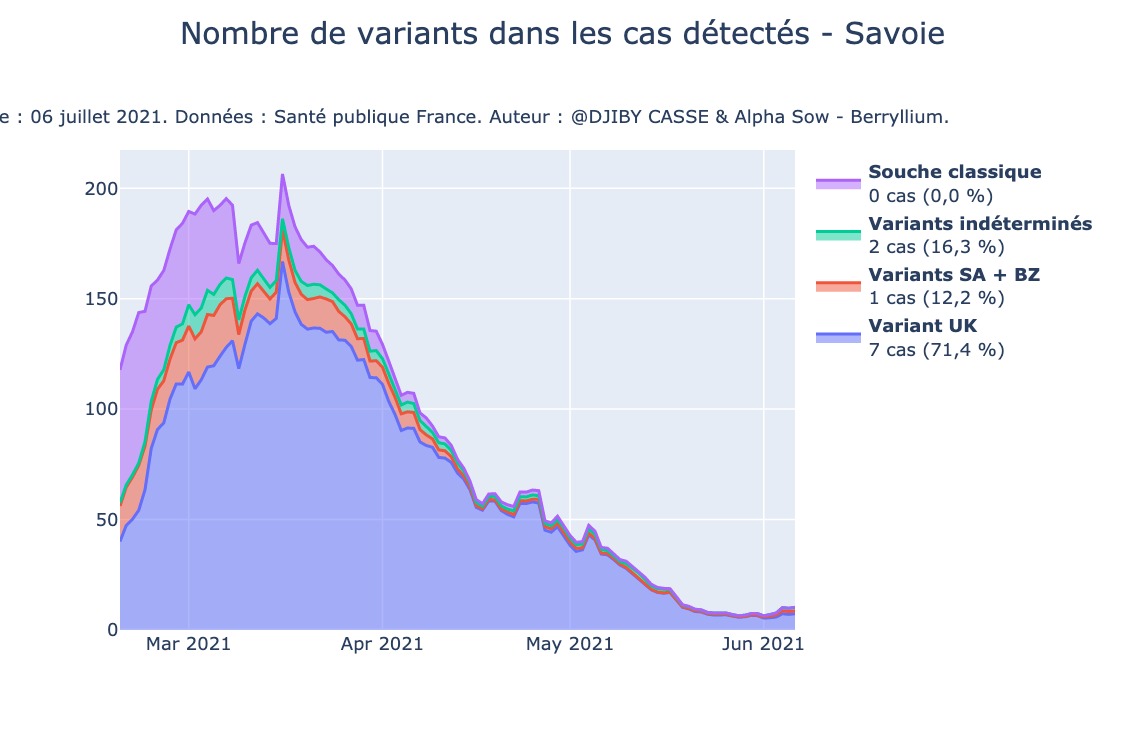 Nombre de variants dans les cas détectés - Savoie
e : 06 juillet 2021. Données : Santé publique France. Auteur : @DJIBY CASSE & Alpha Sow - Berryllium.
200
150
100
50
0
Mar 2021
Apr 2021
May 2021
Jun 2021
Souche classique
0 cas (0,0 %)
Variants indéterminés
2 cas (16,3 %)
Variants SA + BZ
1 cas (12,2 %)
Variant UK
7 cas (71,4 %)